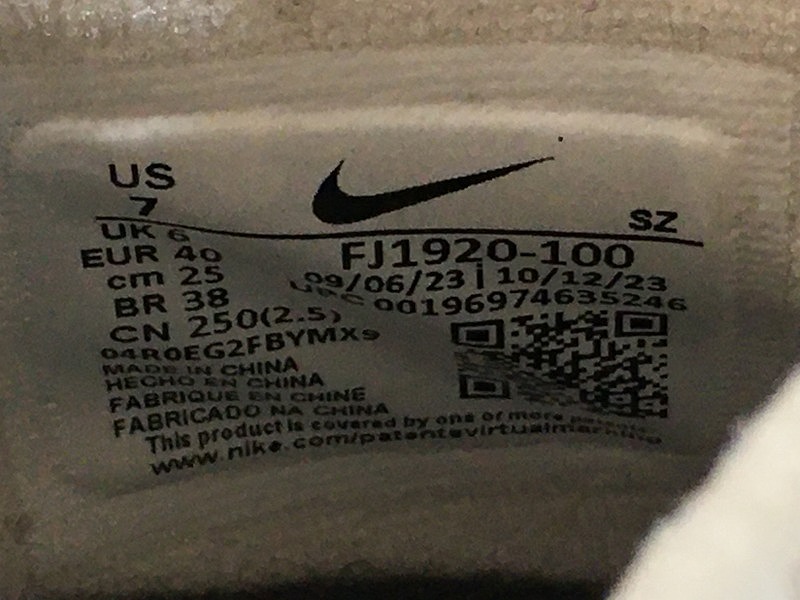 US
7
SZ
UK 6
EUR 40
cm 25
BR 38
CN 250(2.5)
04R0EG2FBYMX9
FJ1920-100
09/06/23 | 10/12/23
UPC 00196974635246
MADE IN CHINA
HECHO EN CHINA
FABRIQUE EN CHINE
FABRICADO NA CHINA
This product is covered by one or more patents
www.nike.com/patentsvirtualmarking